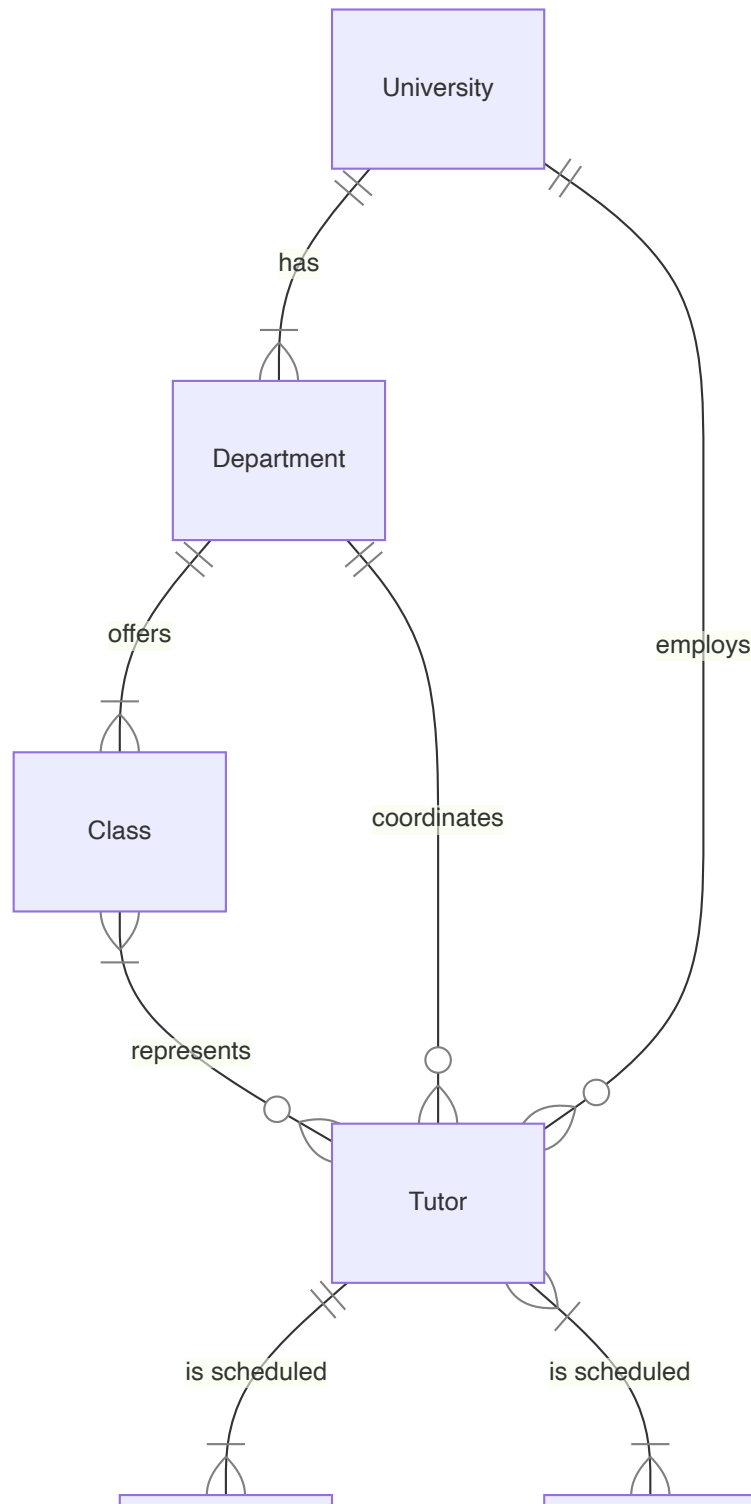 University
has
Department
offers
employs
coordinates
Class
represents
Tutor
is scheduled
is scheduled